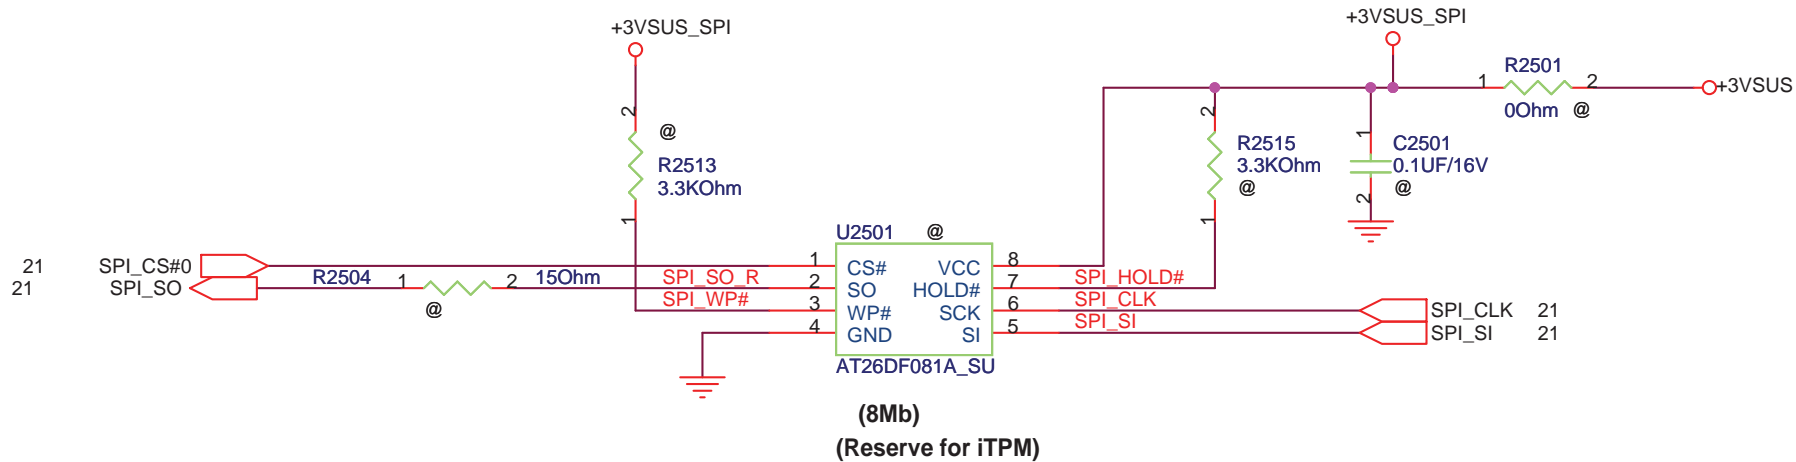 +3VSUS_SPI
+3VSUS_SPI
R2501
1 2
+3VSUS
0Ohm @
2
@
R2513
3.3KOhm
1
2
R2515
3.3KOhm
@
1
1
C2501
0.1UF/16V
@
2
U2501 @
21 SPI_CS#0
21 SPI_SO
R2504 1 2 15Ohm
@
SPI_SO_R
SPI_WP#
1 CS# VCC 8
2 SO HOLD# 7
3 WP# SCK 6
4 GND SI 5
SPI_HOLD#
SPI_CLK
SPI_SI
SPI_CLK 21
SPI_SI 21
AT26DF081A_SU
(8Mb)
(Reserve for iTPM)